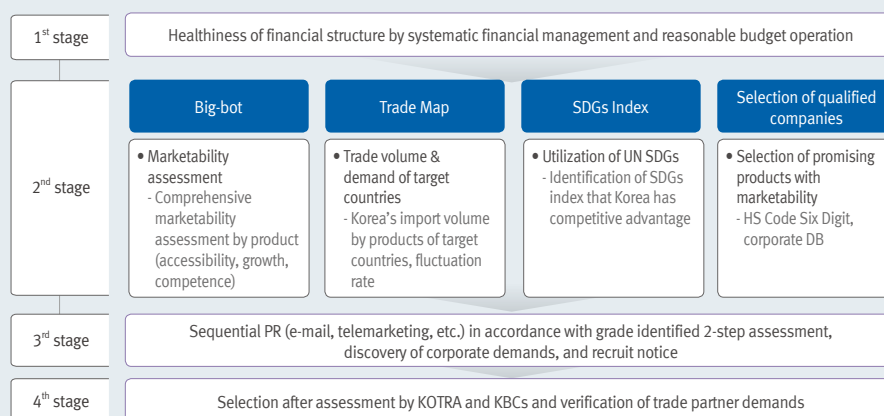 1st stage
Healthiness of financial structure by systematic financial management and reasonable budget operation
2nd stage
Big-bot
• Marketability
assessment
- Comprehensive
marketability
assessment by product
(accessibility, growth,
competence)
Trade Map
• Trade volume &
demand of target
countries
- Korea's import volume
by products of target
countries, fluctuation
rate
SDGs Index
• Utilization of UN SDGs
- Identification of SDGs
index that Korea has
competitive advantage
Selection of qualified
companies
• Selection of promising
products with
marketability
- HS Code Six Digit,
corporate DB
3rd stage
Sequential PR (e-mail, telemarketing, etc.) in accordance with grade identified 2-step assessment,
discovery of corporate demands, and recruit notice
4th stage
Selection after assessment by KOTRA and KBCs and verification of trade partner demands